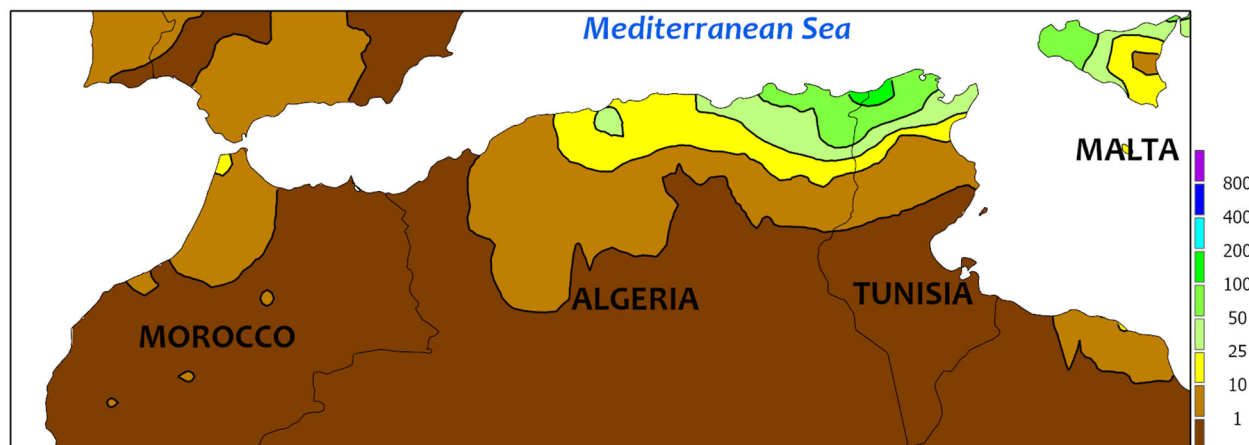 Mediterranean Sea
MALTA
800
400
200
100
50
25
10
1
ALGERIA
TUNISIA
MOROCCO